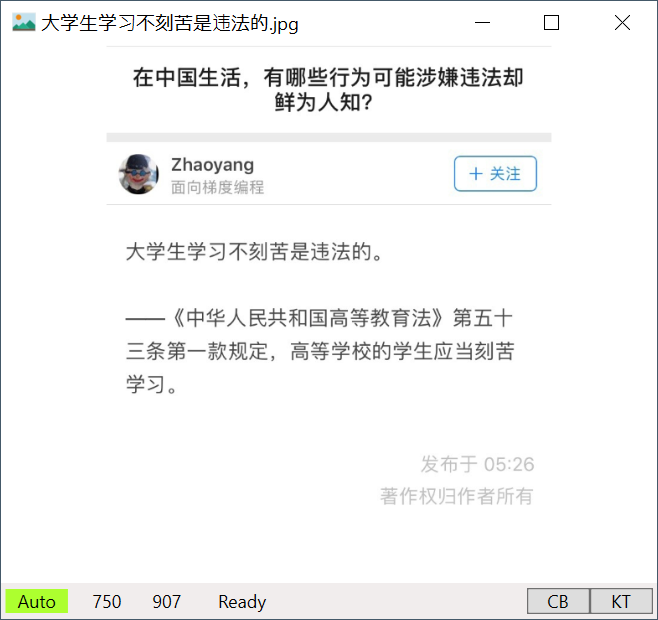 大学生学习不刻苦是违法的.jpg
在中国生活，有哪些行为可能涉嫌违法却
鲜为人知？
Zhaoyang
面向梯度编程
＋ 关注
大学生学习不刻苦是违法的。
——《中华人民共和国高等教育法》第五十
三条第一款规定，高等学校的学生应当刻苦
学习。
发布于 05:26
著作权归作者所有
Auto 750 907 Ready CB KT